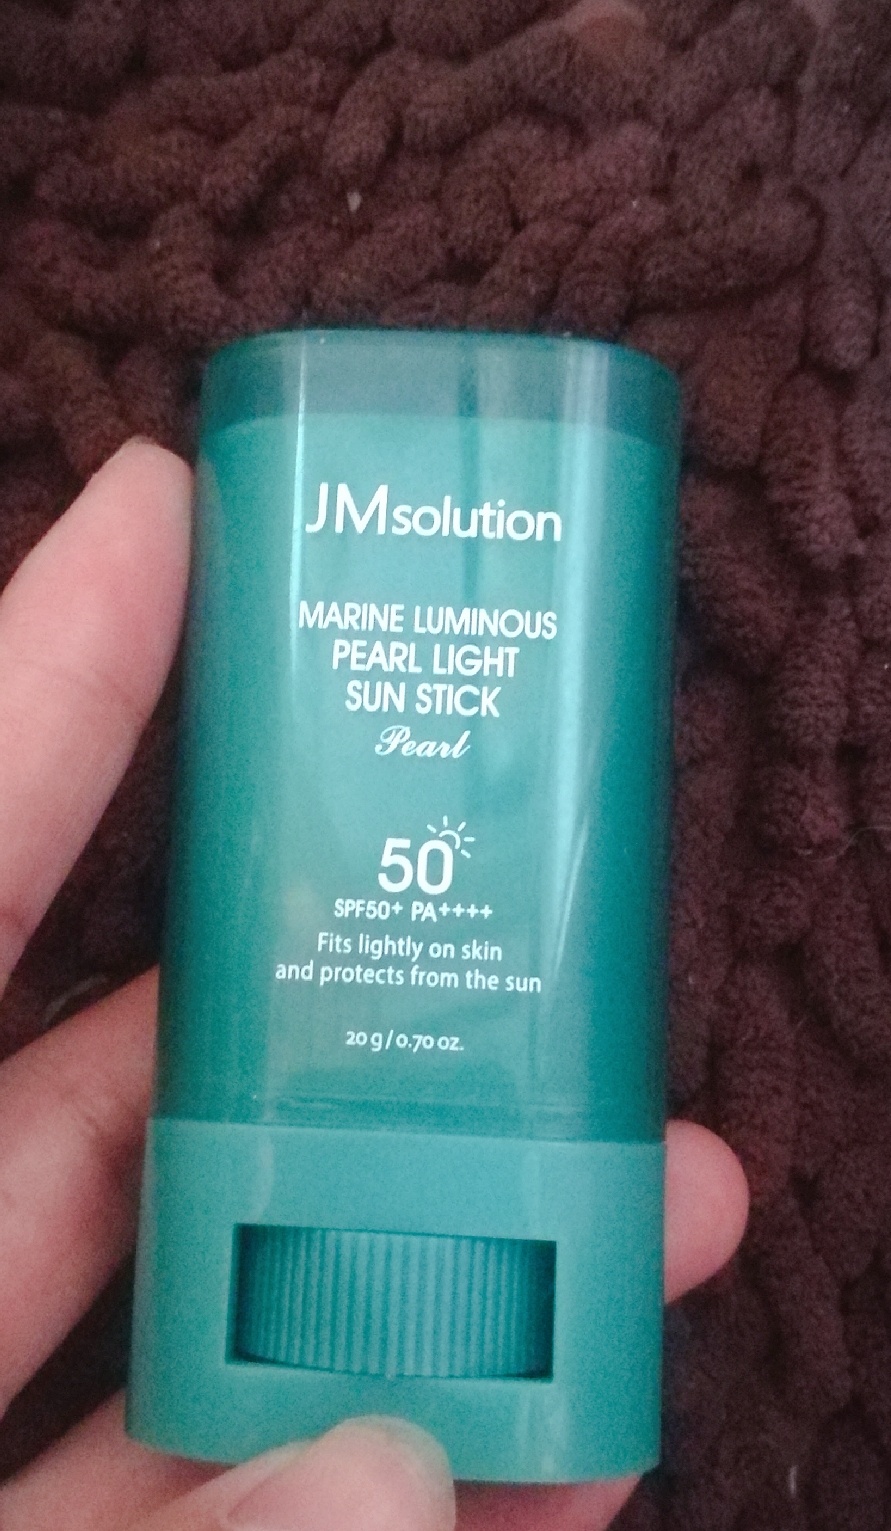 JMsolution
MARINE LUMINOUS
PEARL LIGHT
SUN STICK
Pearl
50
SPF50+ PA++++
Fits lightly on skin
and protects from the sun
20 g / 0.70 oz.